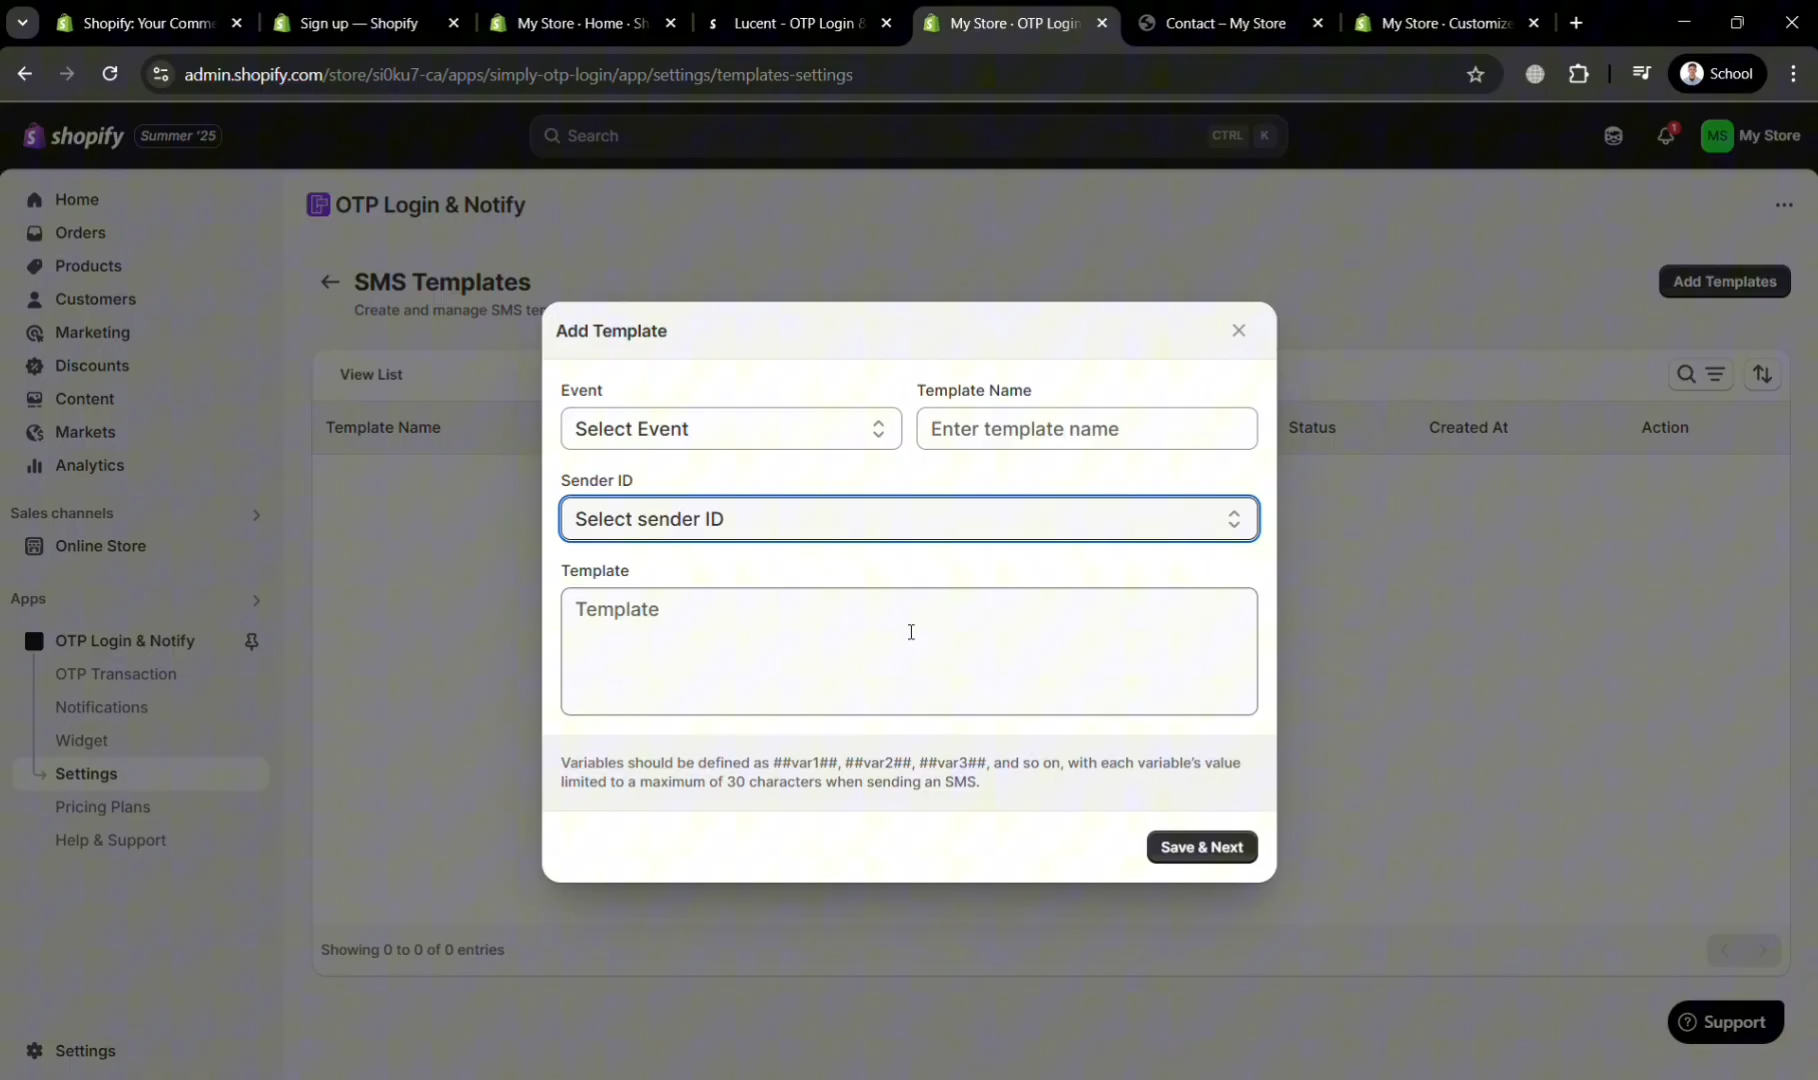 Shopify: Your Comme
Sign up — Shopify
My Store · Home · Sh
Lucent - OTP Login &
My Store · OTP Login
Contact – My Store
My Store · Customize
admin.shopify.com/store/si0ku7-ca/apps/simply-otp-login/app/settings/templates-settings
School
shopify
Summer '25
Search
CTRL K
1
MS My Store
Home
Orders
Products
Customers
Marketing
Discounts
Content
Markets
Analytics
Sales channels
Online Store
Apps
OTP Login & Notify
OTP Transaction
Notifications
Widget
Settings
Pricing Plans
Help & Support
Settings
OTP Login & Notify
SMS Templates
Create and manage SMS ter
Add Templates
View List
Template Name
Status
Created At
Action
Add Template
Event
Template Name
Select Event
Enter template name
Sender ID
Select sender ID
Template
Template
Variables should be defined as ##var1##, ##var2##, ##var3##, and so on, with each variable's value
limited to a maximum of 30 characters when sending an SMS.
Save & Next
Showing 0 to 0 of 0 entries
Support